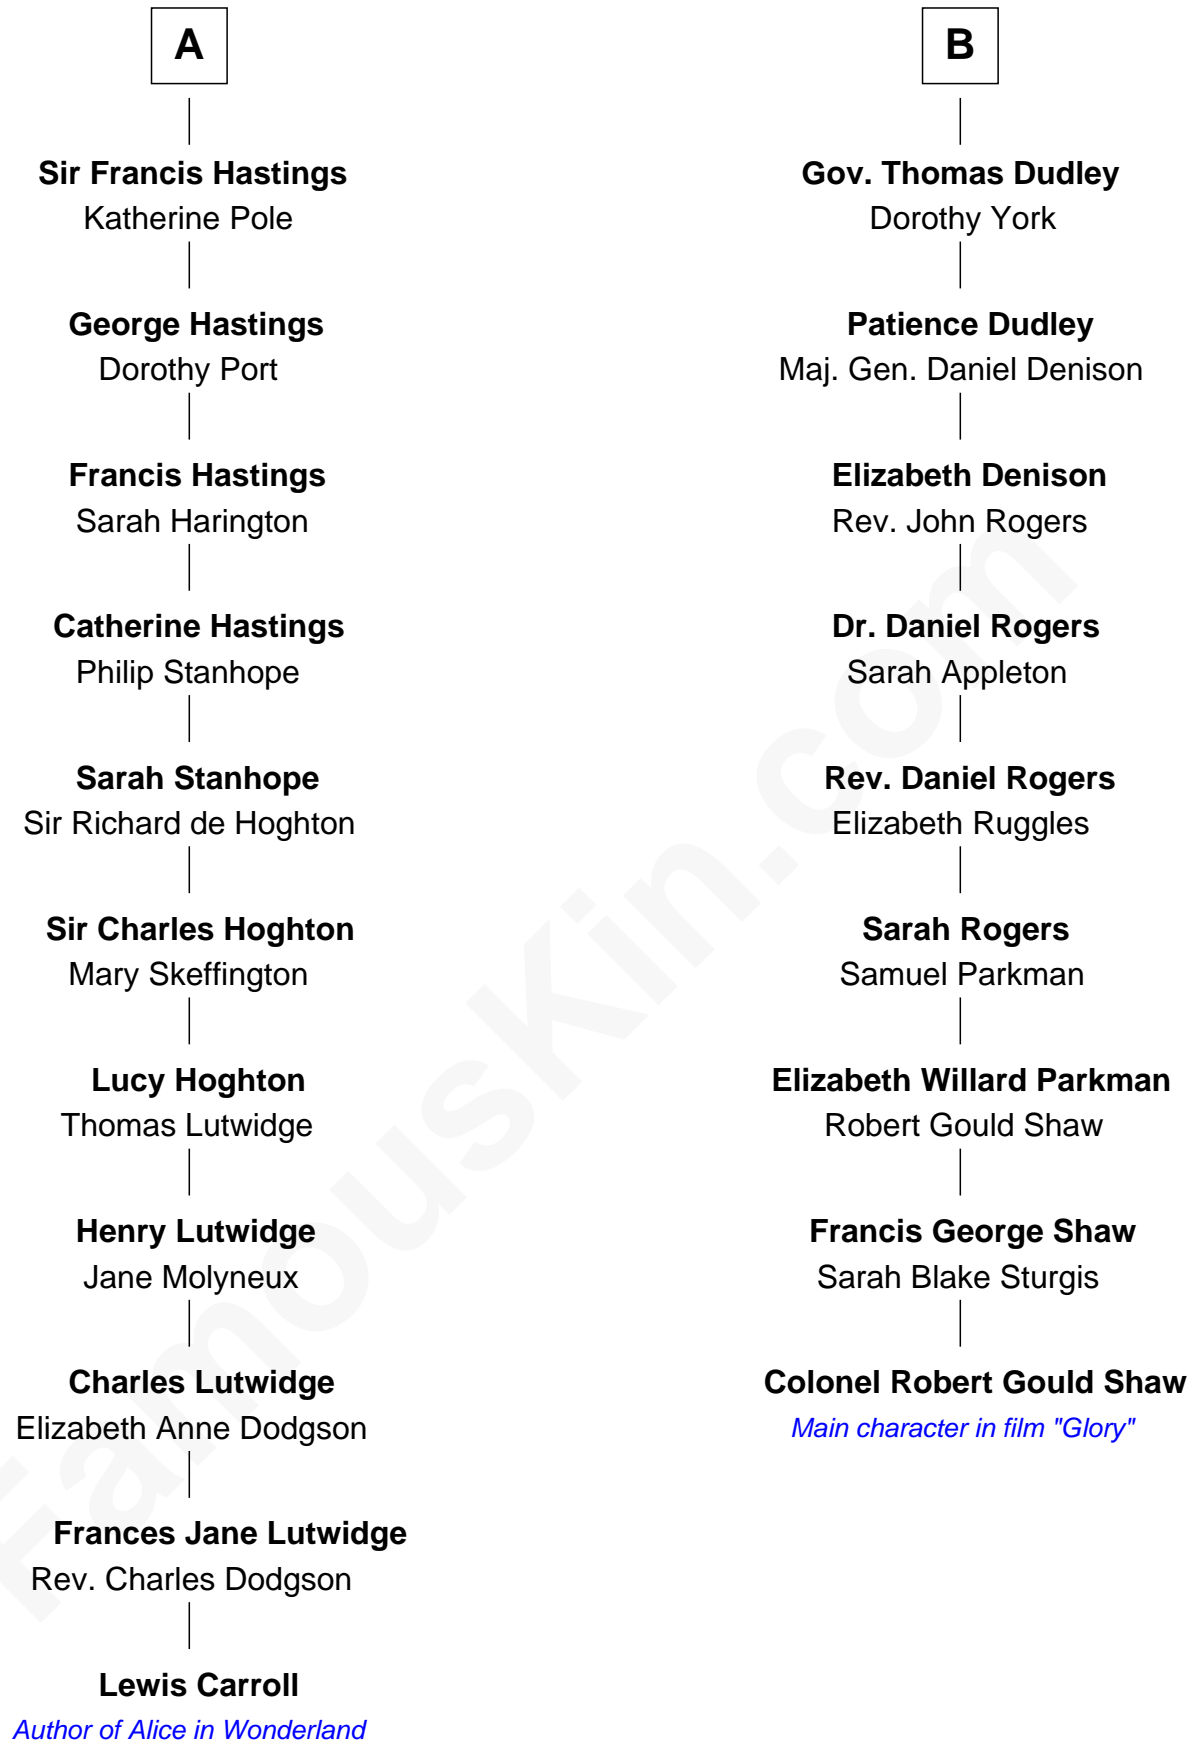 A
Sir Francis Hastings
Katherine Pole
George Hastings
Dorothy Port
Francis Hastings
Sarah Harington
Catherine Hastings
Philip Stanhope
Sarah Stanhope
Sir Richard de Hoghton
Sir Charles Hoghton
Mary Skeffington
Lucy Hoghton
Thomas Lutwidge
Henry Lutwidge
Jane Molyneux
Charles Lutwidge
Elizabeth Anne Dodgson
Frances Jane Lutwidge
Rev. Charles Dodgson
Lewis Carroll
Author of Alice in Wonderland
B
Gov. Thomas Dudley
Dorothy York
Patience Dudley
Maj. Gen. Daniel Denison
Elizabeth Denison
Rev. John Rogers
Dr. Daniel Rogers
Sarah Appleton
Rev. Daniel Rogers
Elizabeth Ruggles
Sarah Rogers
Samuel Parkman
Elizabeth Willard Parkman
Robert Gould Shaw
Francis George Shaw
Sarah Blake Sturgis
Colonel Robert Gould Shaw
Main character in film "Glory"
FamousKin.com